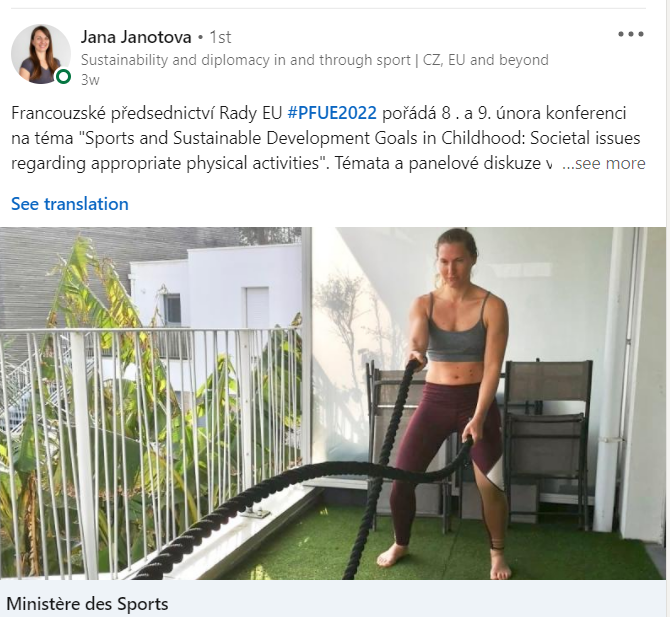 Jana Janotova • 1st
Sustainability and diplomacy in and through sport | CZ, EU and beyond
3w
Francouzské předsednictví Rady EU #PFUE2022 pořádá 8 . a 9. února konferenci
na téma "Sports and Sustainable Development Goals in Childhood: Societal issues
regarding appropriate physical activities". Témata a panelové diskuze v ...see more
See translation
Ministère des Sports